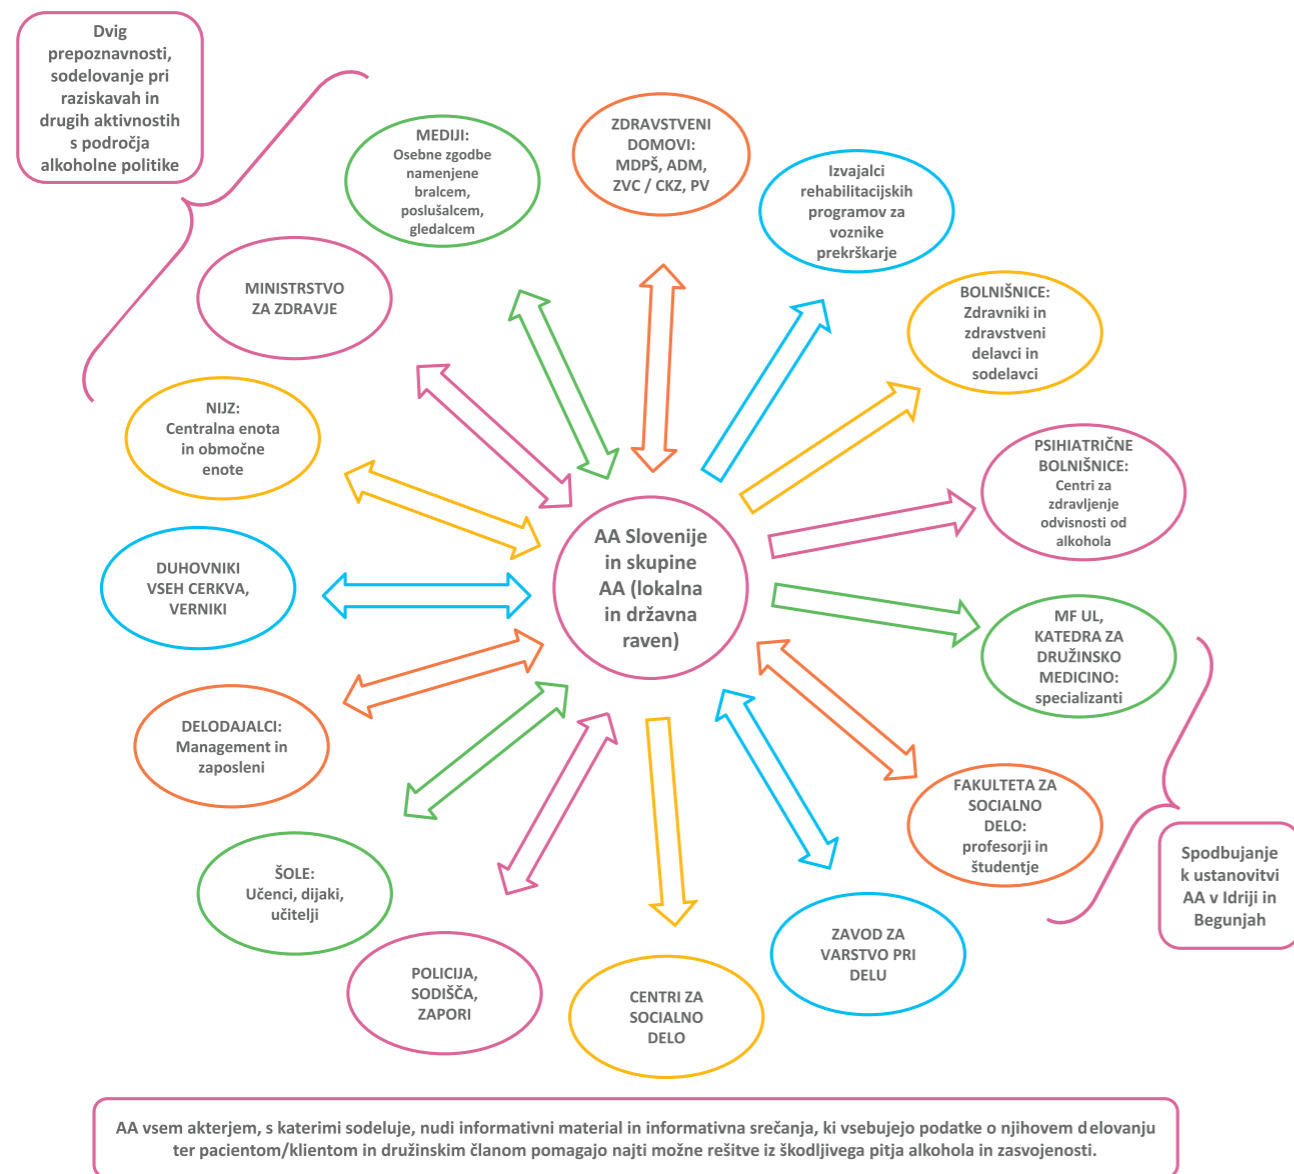 Dvig
prepoznavnosti,
sodelovanje pri
raziskavah in
drugih aktivnostih
s področja
alkoholne politike
MEDIJI:
Osebne zgodbe
namenjene
bralcem,
poslušalcem,
gledalcem
ZDRAVSTVENI
DOMOVI:
MDPŠ, ADM,
ZVC / CKZ, PV
Izvajalci
rehabilitacijskih
programov za
voznike
prekrškarje
MINISTRSTVO
ZA ZDRAVJE
BOLNIŠNICE:
Zdravniki in
zdravstveni
delavci in
sodelavci
NIJZ:
Centralna enota
in območne
enote
PSIHIATRIČNE
BOLNIŠNICE:
Centri za
zdravljenje
odvisnosti od
alkohola
AA Slovenije
in skupine
AA (lokalna
in državna
raven)
DUHOVNIKI
VSEH CERKVA,
VERNIKI
MF UL,
KATEDRA ZA
DRUŽINSKO
MEDICINO:
specializanti
DELODAJALCI:
Management in
zaposleni
FAKULTETA ZA
SOCIALNO
DELO:
profesorji in
študentje
ŠOLE:
Učenci, dijaki,
učitelji
Spodbujanje
k ustanovitvi
AA v Idriji in
Begunjah
ZAVOD ZA
VARSTVO PRI
DELU
POLICIJA,
SODIŠČA,
ZAPORI
CENTRI ZA
SOCIALNO
DELO
AA vsem akterjem, s katerimi sodeluje, nudi informativni material in informativna srečanja, ki vsebujejo podatke o njihovem delovanju
ter pacientom/klientom in družinskim članom pomagajo najti možne rešitve iz škodljivega pitja alkohola in zasvojenosti.